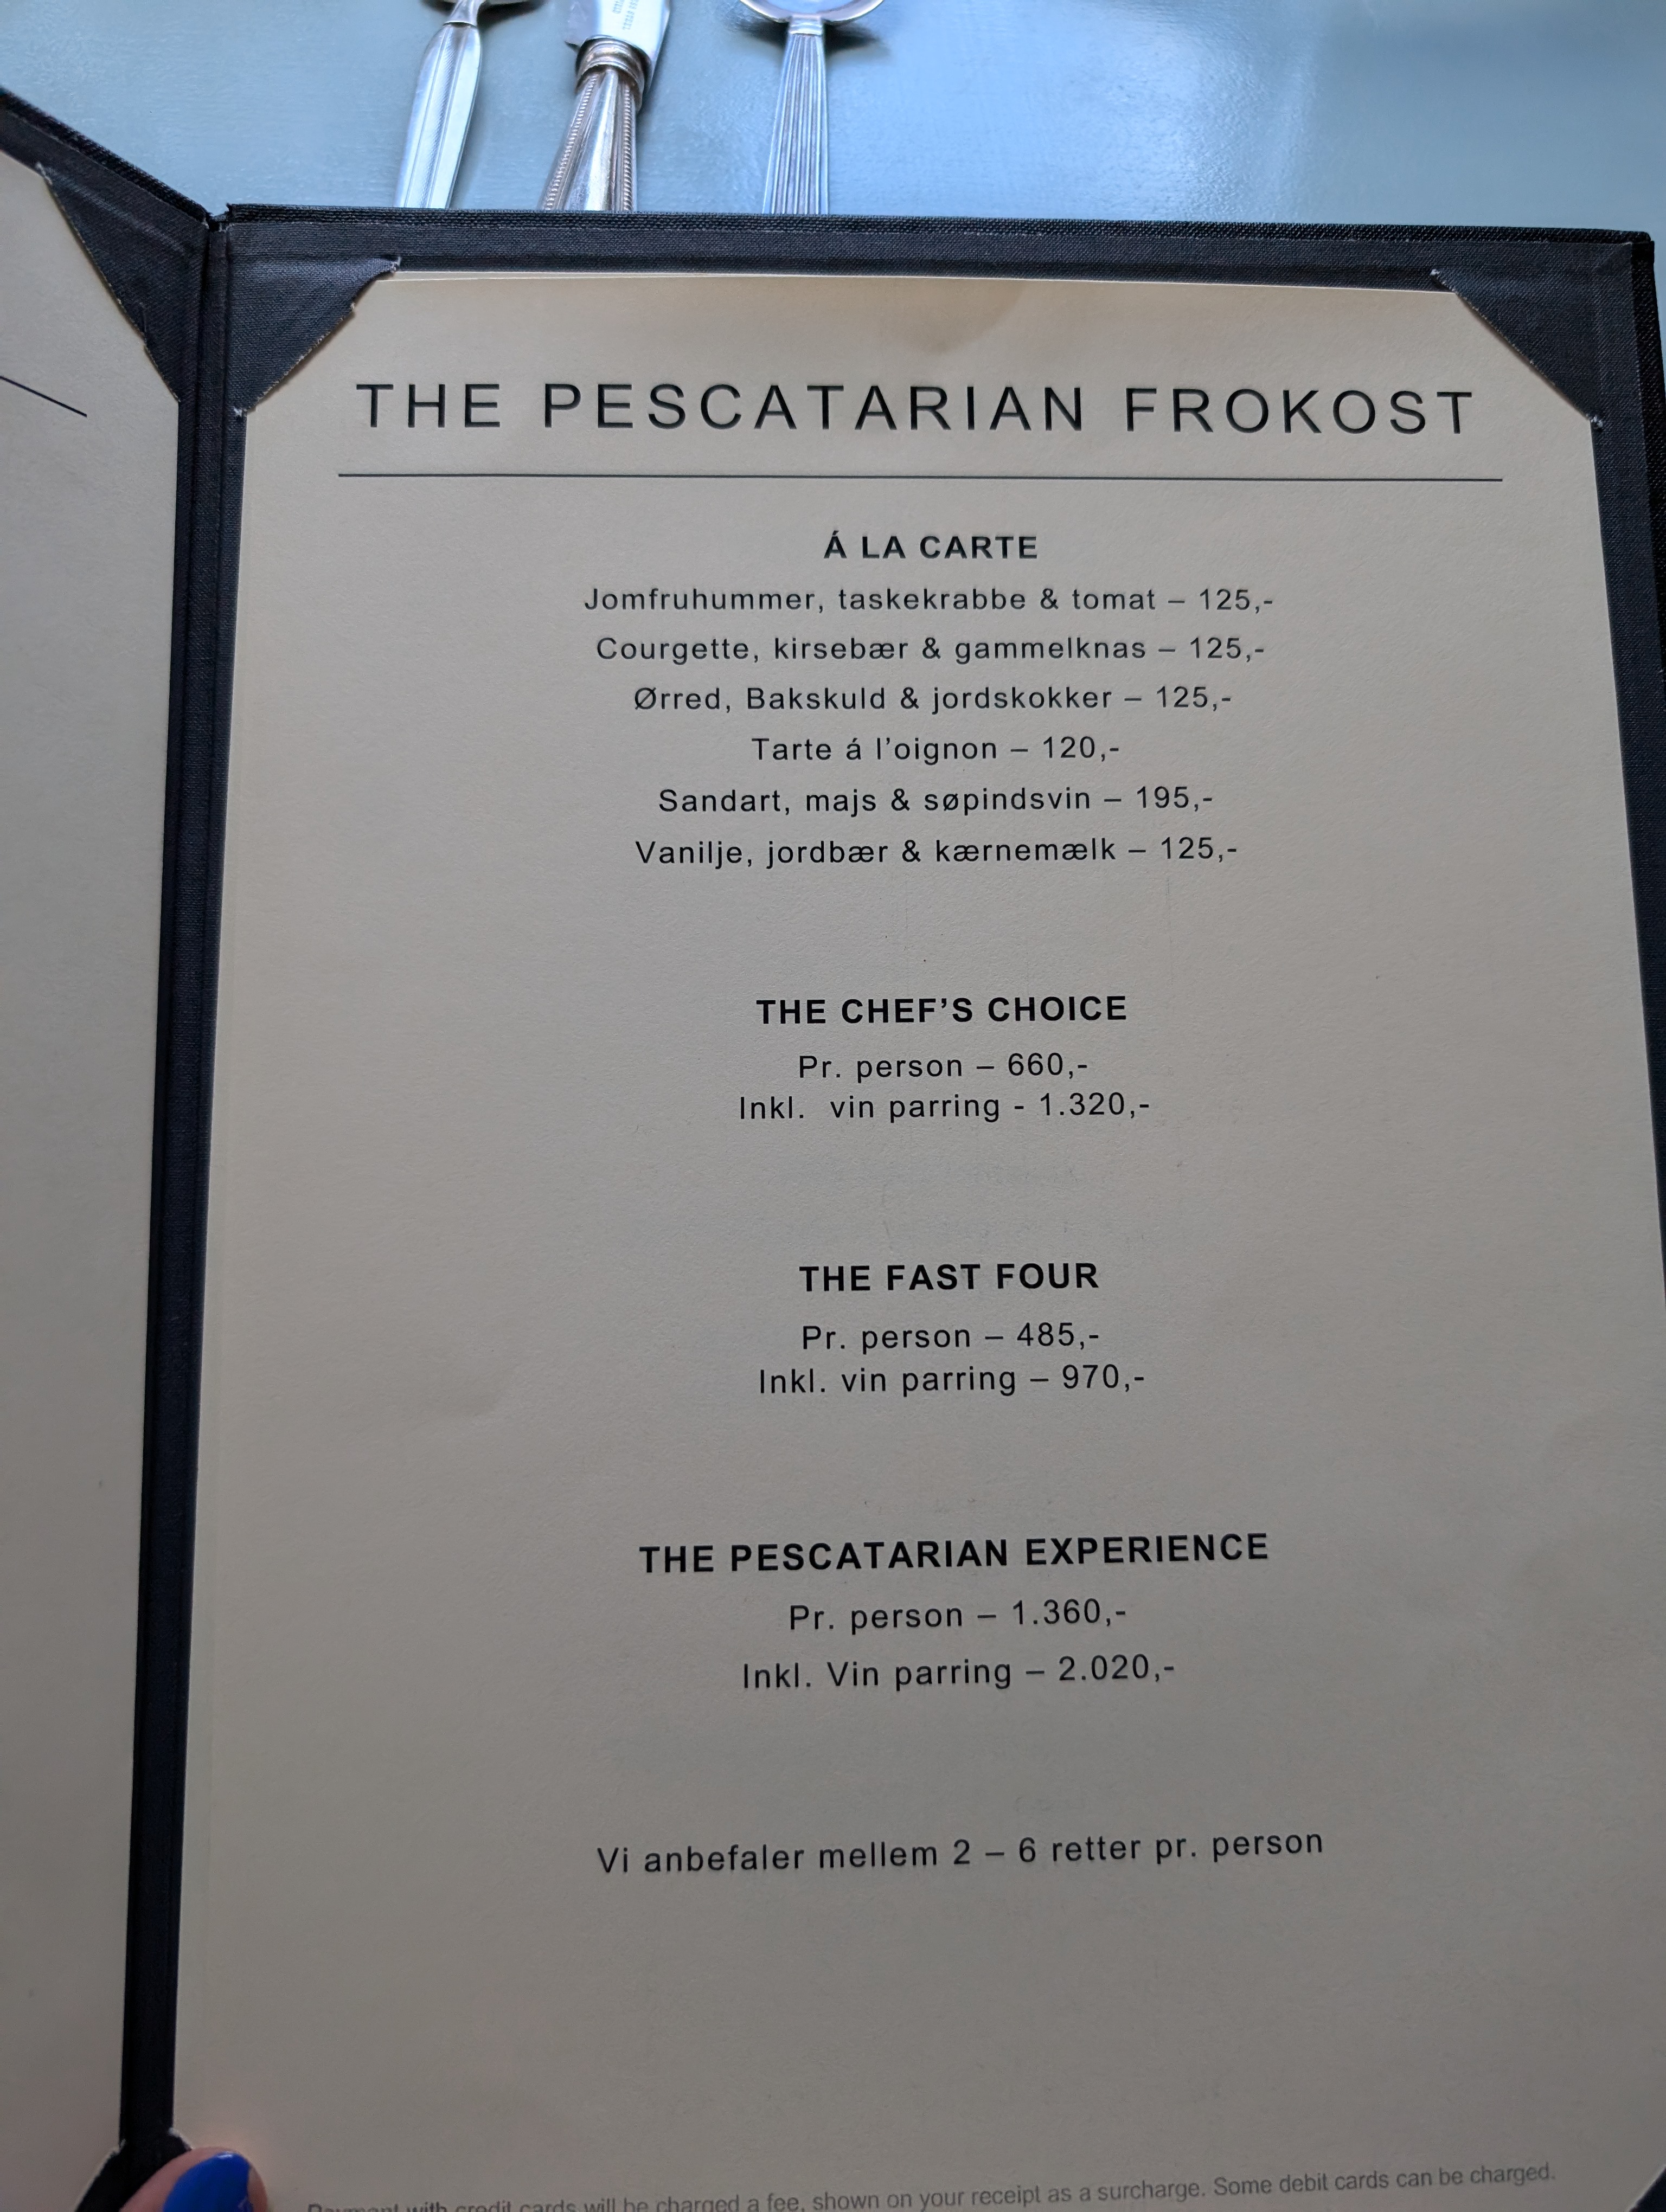 THE PESCATARIAN FROKOST
Á LA CARTE
Jomfruhummer, taskekrabbe & tomat – 125,-
Courgette, kirsebær & gammelknas – 125,-
Ørred, Bakskuld & jordskokker – 125,-
Tarte á l’oignon – 120,-
Sandart, majs & søpindsvin – 195,-
Vanilje, jordbær & kærnemælk – 125,-
THE CHEF’S CHOICE
Pr. person – 660,-
Inkl. vin parring - 1.320,-
THE FAST FOUR
Pr. person – 485,-
Inkl. vin parring – 970,-
THE PESCATARIAN EXPERIENCE
Pr. person – 1.360,-
Inkl. Vin parring – 2.020,-
Vi anbefaler mellem 2 – 6 retter pr. person
Payment with credit cards will be charged a fee, shown on your receipt as a surcharge. Some debit cards can be charged.